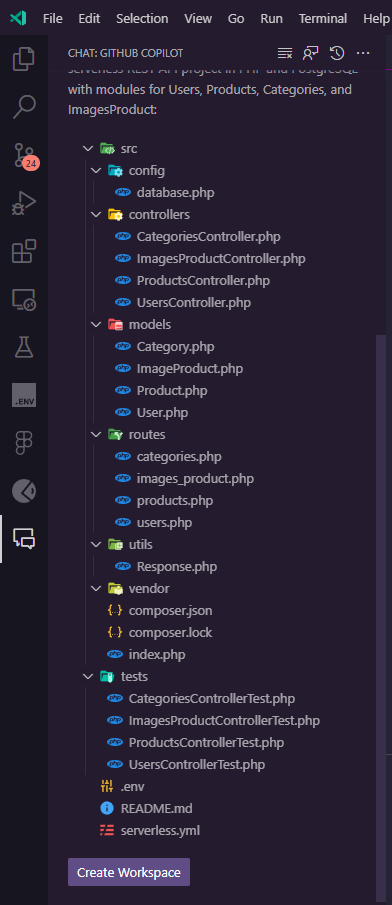 File Edit Selection View Go Run Terminal Help
CHAT: GITHUB COPILOT
serverless REST API project in PHP and PostgreSQL
with modules for Users, Products, Categories, and
ImagesProduct:
src
config
database.php
controllers
CategoriesController.php
ImagesProductController.php
ProductsController.php
UsersController.php
models
Category.php
ImageProduct.php
Product.php
User.php
routes
categories.php
images_product.php
products.php
users.php
utils
Response.php
vendor
composer.json
composer.lock
index.php
tests
CategoriesControllerTest.php
ImagesProductControllerTest.php
ProductsControllerTest.php
UsersControllerTest.php
.env
README.md
serverless.yml
Create Workspace
24
.ENV